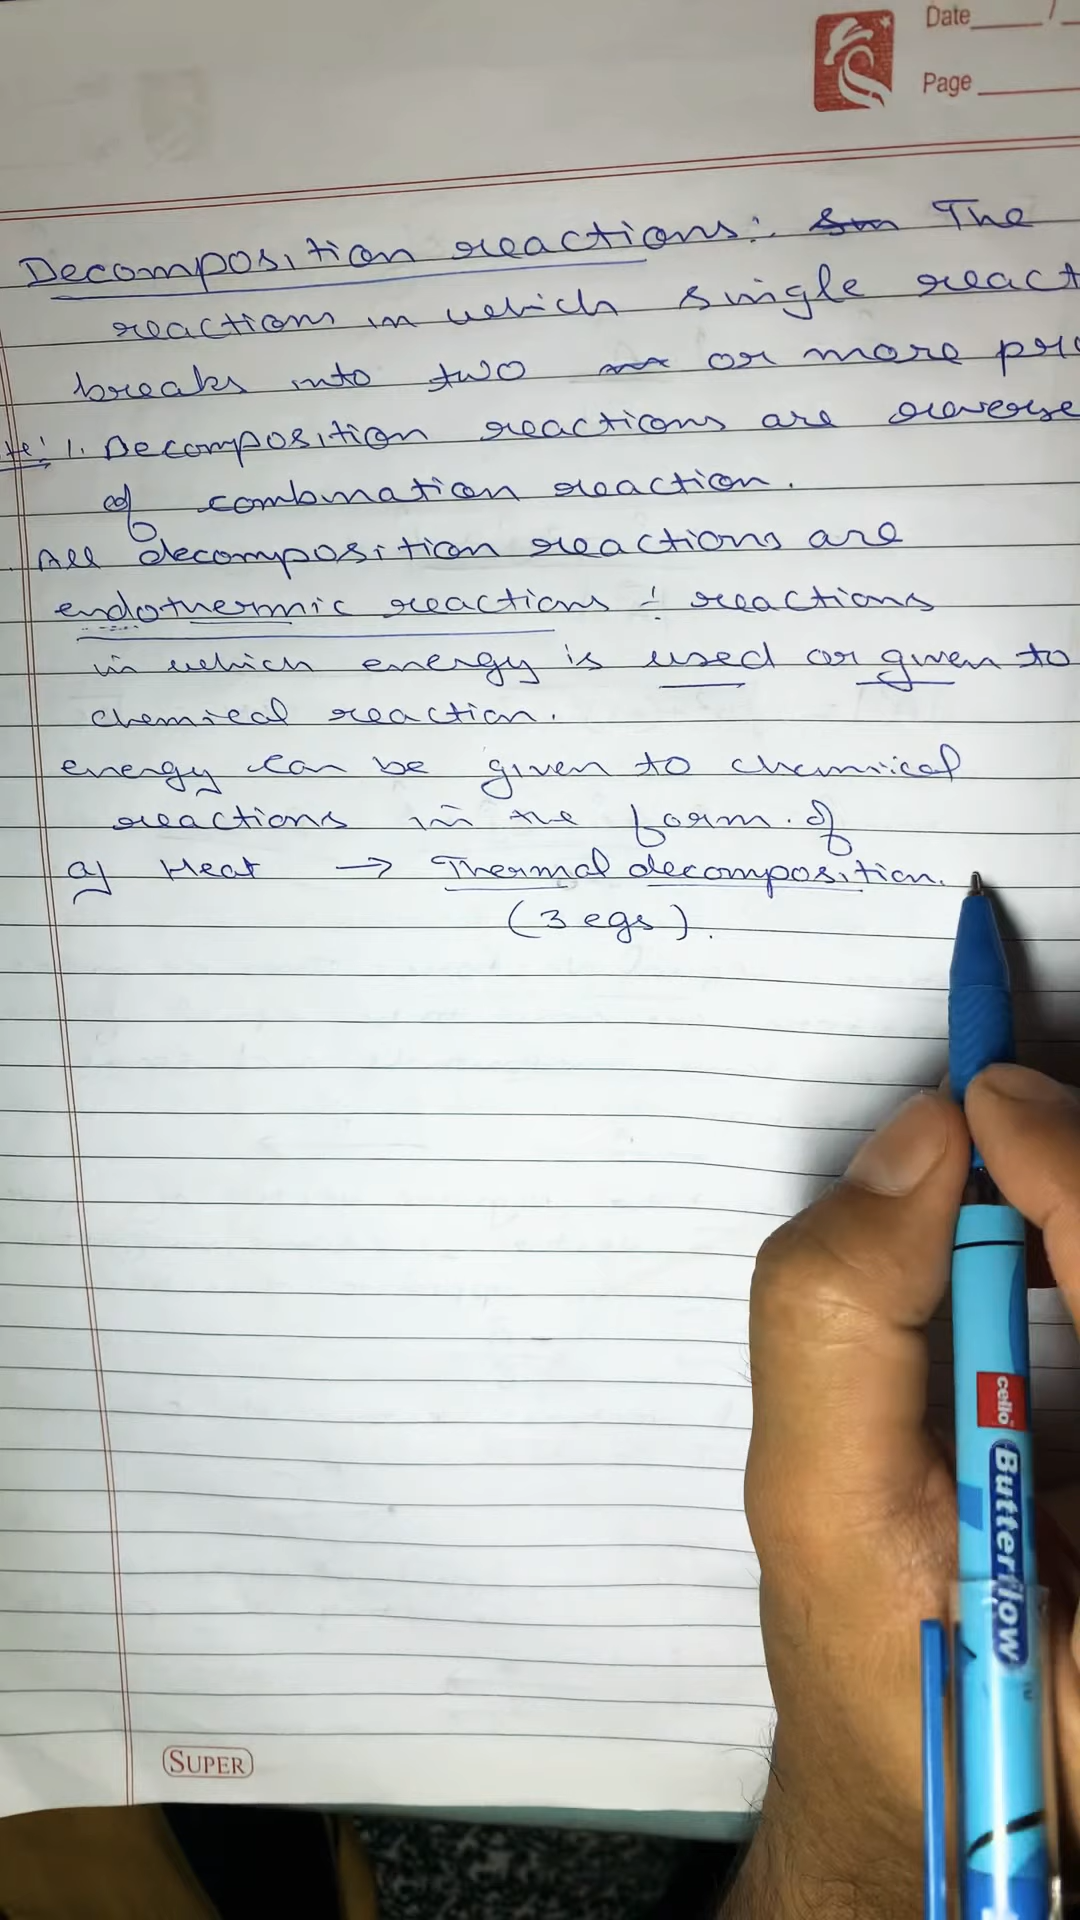 Date / 
Page
Decomposition reactions:- The
reactions in which single react
breaks into two or more pro
te: 1. Decomposition reactions are reverse
of combination reaction.
All decomposition reactions are
endothermic reactions ÷ reactions
in which energy is used or given to
chemical reaction.
energy can be given to chemical
reactions in the form of
a) Heat → Thermal decomposition.
(3 egs).
cello
Butterflow
SUPER